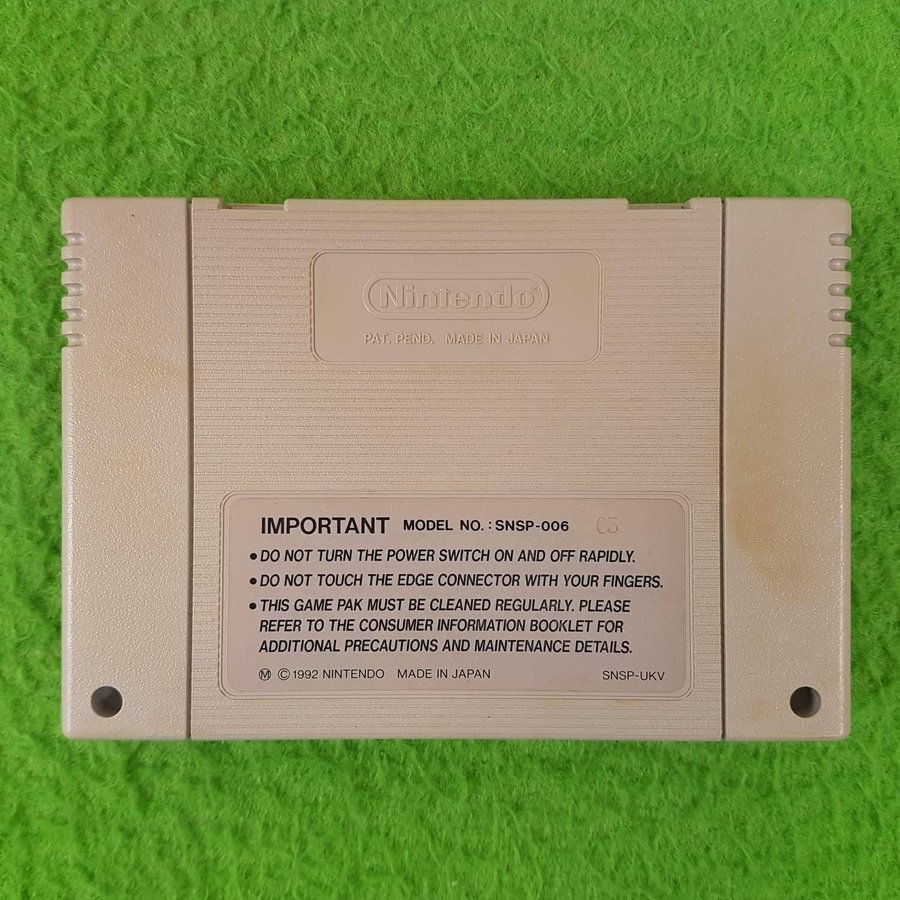 Nintendo®
PAT. PEND. MADE IN JAPAN
IMPORTANT MODEL NO. : SNSP-006
• DO NOT TURN THE POWER SWITCH ON AND OFF RAPIDLY.
• DO NOT TOUCH THE EDGE CONNECTOR WITH YOUR FINGERS.
• THIS GAME PAK MUST BE CLEANED REGULARLY. PLEASE
REFER TO THE CONSUMER INFORMATION BOOKLET FOR
ADDITIONAL PRECAUTIONS AND MAINTENANCE DETAILS.
Ⓜ © 1992 NINTENDO MADE IN JAPAN SNSP-UKV